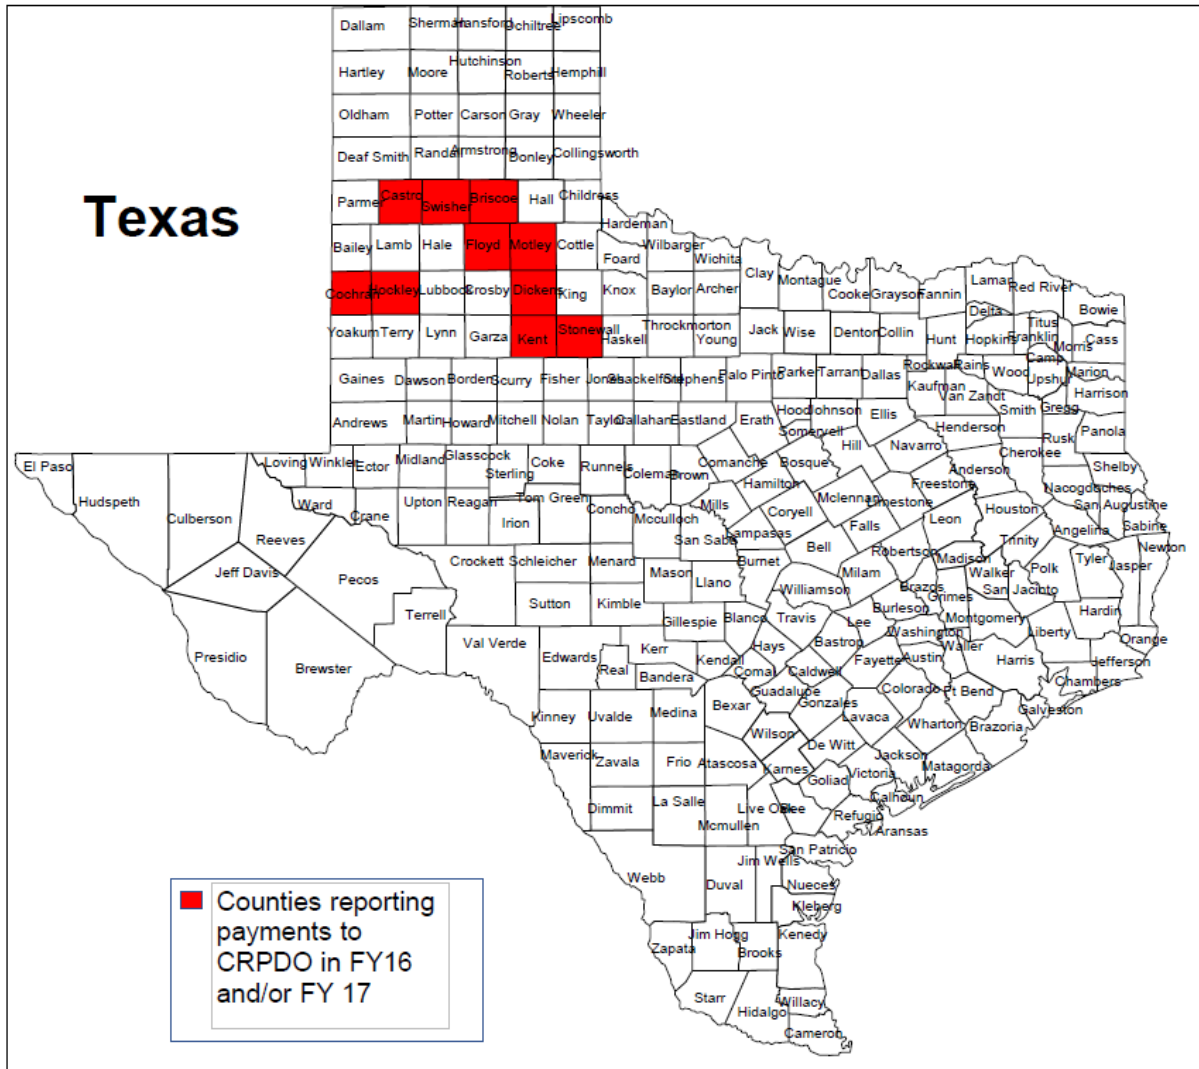 Dallam Sherman Hansford Ochiltree Lipscomb
Hartley Moore Hutchinson Roberts Hemphill
Oldham Potter Carson Gray Wheeler
Deaf Smith Randall Armstrong Donley Collingsworth
Texas
Parmer Castro Swisher Briscoe Hall Childress
Hardeman
Bailey Lamb Hale Floyd Motley Cottle Foard Wilbarger Wichita
Cochran Hockley Lubbock Crosby Dickens King Knox Baylor Archer Clay Montague Cooke Grayson Fannin Lamar Red River Bowie
Delta Titus Franklin Morris Cass
Yoakum Terry Lynn Garza Kent Stonewall Haskell Throckmorton Young Jack Wise Denton Collin Hunt Hopkins
Rockwall Rains Wood Camp Upshur Marion
Gaines Dawson Borden Scurry Fisher Jones Shackelford Stephens Palo Pinto Parker Tarrant Dallas Kaufman Van Zandt Smith Gregg Harrison
Andrews Martin Howard Mitchell Nolan Taylor Callahan Eastland Erath Hood Johnson Ellis Henderson Rusk Panola
Somervell Hill Navarro Cherokee
El Paso Hudspeth Culberson Loving Winkler Ector Midland Glasscock Sterling Coke Runnels Coleman Brown Comanche Bosque Anderson Shelby
Hamilton Freestone Nacogdoches
Ward Crane Upton Reagan Irion Tom Green Concho Mcculloch Mills Mclennan Limestone Houston San Augustine
Coryell Falls Leon Angelina Sabine
Reeves San Saba Lampasas Bell Robertson Trinity Newton
Jeff Davis Pecos Crockett Schleicher Menard Mason Llano Burnet Milam Madison Walker Polk Tyler Jasper
Williamson Brazos Grimes San Jacinto
Terrell Sutton Kimble Gillespie Blanco Travis Lee Burleson Montgomery Hardin
Val Verde Edwards Kerr Hays Bastrop Washington Waller Liberty Orange
Presidio Brewster Real Bandera Kendall Comal Caldwell Fayette Austin Harris Jefferson Chambers
Guadalupe Gonzales Colorado Ft Bend Galveston
Kinney Uvalde Medina Bexar Wilson Lavaca Wharton Brazoria
Maverick Zavala Frio Atascosa Karnes De Witt Jackson Matagorda
Goliad Victoria Calhoun
Dimmit La Salle Mcmullen Live Oak Bee Refugio Aransas
Webb Duval Jim Wells San Patricio Nueces
Kleberg
Zapata Jim Hogg Brooks Kenedy
Starr Hidalgo Willacy
Cameron
Counties reporting
payments to
CRPDO in FY16
and/or FY 17